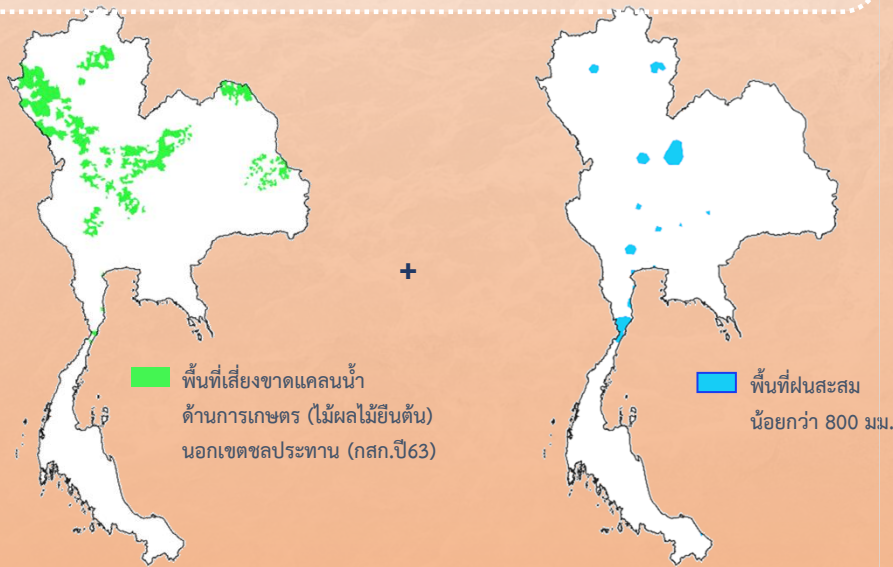 +
พื้นที่เสี่ยงขาดแคลนน้ำ
ด้านการเกษตร (ไม้ผลไม้ยืนต้น)
นอกเขตชลประทาน (กสก.ปี63)
พื้นที่ฝนสะสม
น้อยกว่า 800 มม.